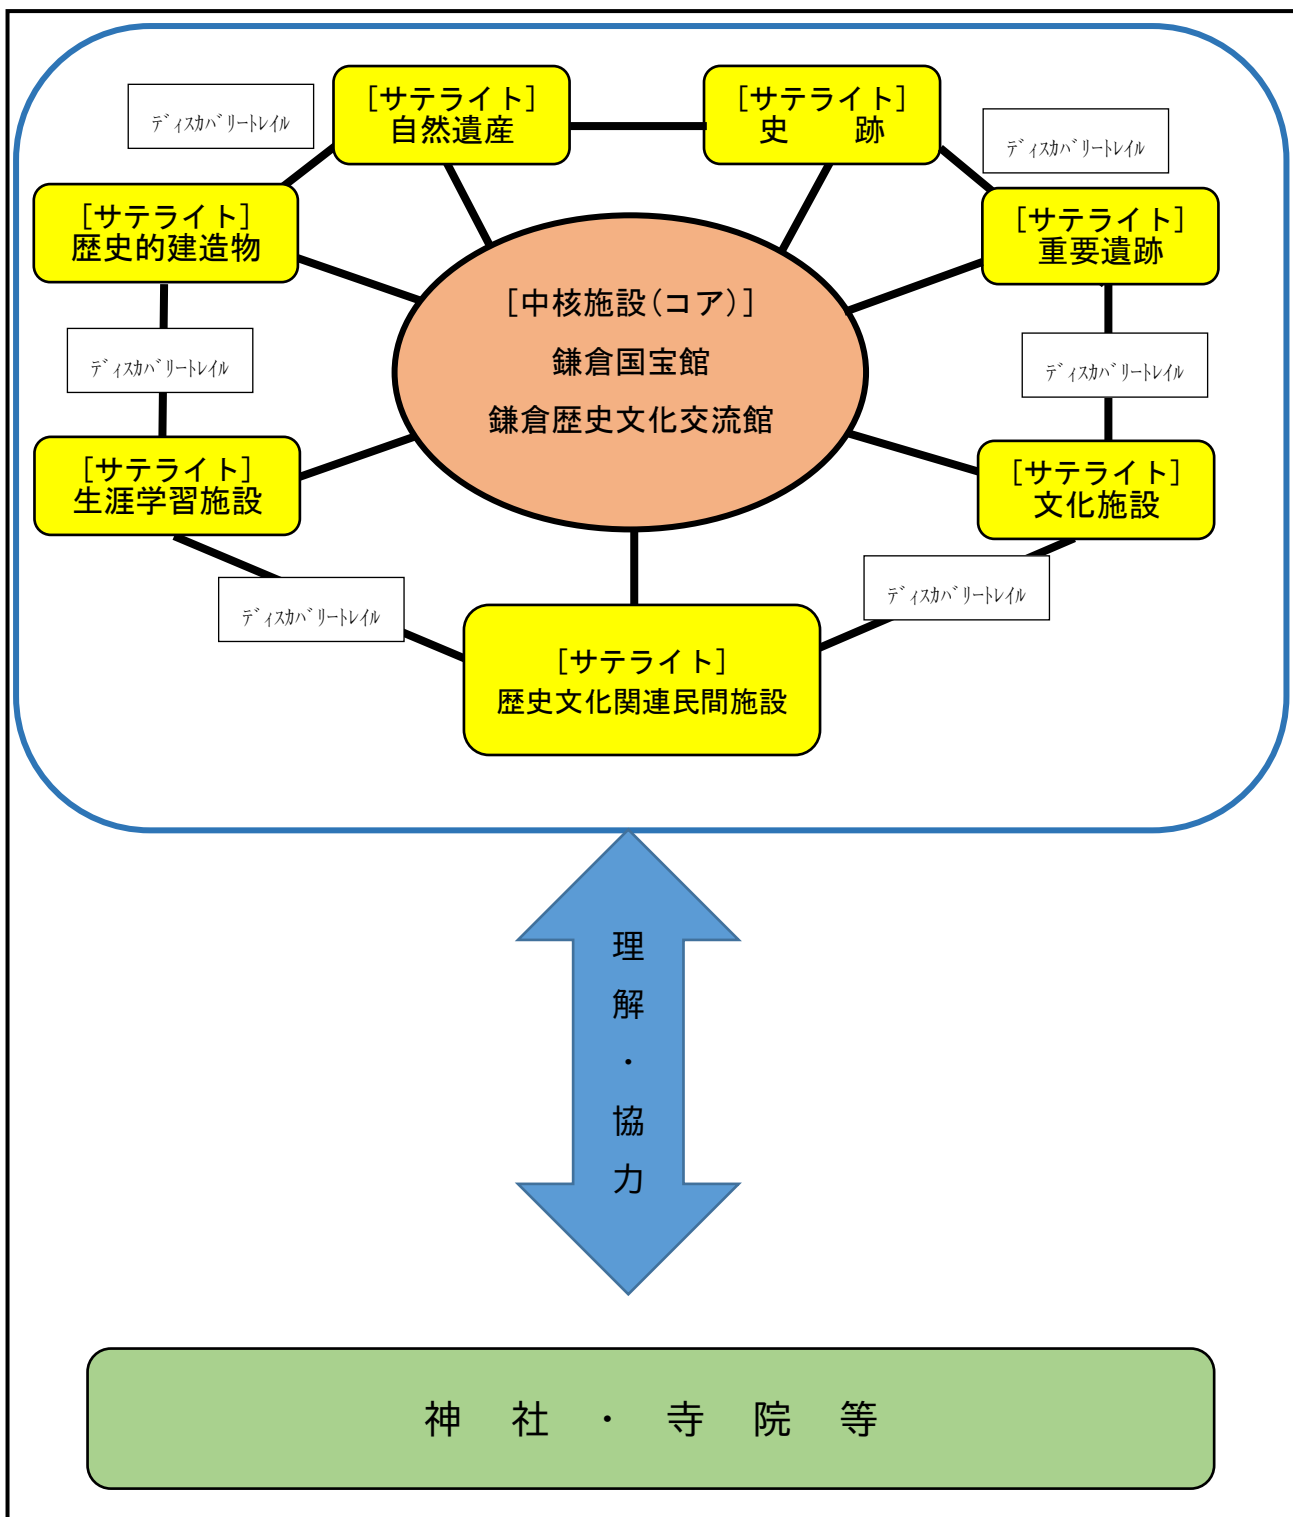 [サテライト]
自然遺産
[サテライト]
史　　跡
ﾃﾞｨｽｶﾊﾞﾘｰﾄﾚｲﾙ
ﾃﾞｨｽｶﾊﾞﾘｰﾄﾚｲﾙ
[サテライト]
歴史的建造物
[サテライト]
重要遺跡
[中核施設(コア)]
鎌倉国宝館
鎌倉歴史文化交流館
ﾃﾞｨｽｶﾊﾞﾘｰﾄﾚｲﾙ
ﾃﾞｨｽｶﾊﾞﾘｰﾄﾚｲﾙ
[サテライト]
生涯学習施設
[サテライト]
文化施設
ﾃﾞｨｽｶﾊﾞﾘｰﾄﾚｲﾙ
ﾃﾞｨｽｶﾊﾞﾘｰﾄﾚｲﾙ
[サテライト]
歴史文化関連民間施設
理解・協力
神　社　・　寺　院　等